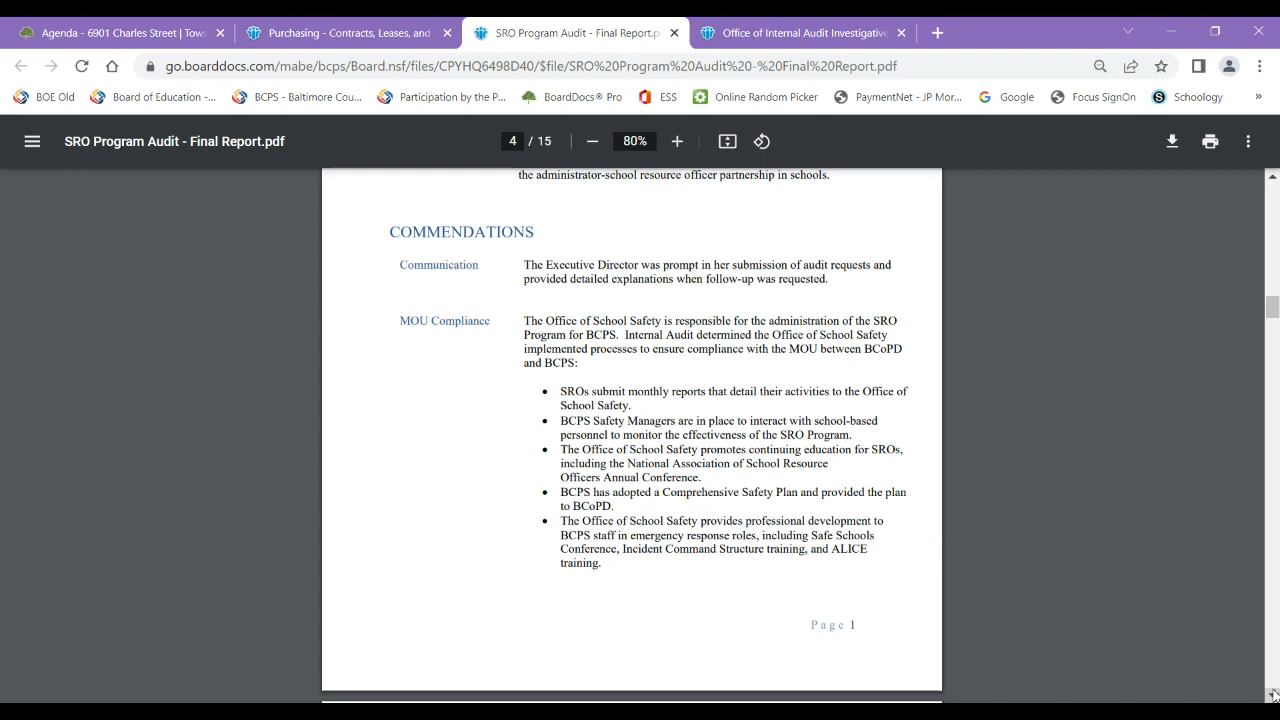 Agenda - 6901 Charles Street | Tows
Purchasing - Contracts, Leases, and
SRO Program Audit - Final Report.p
Office of Internal Audit Investigative
go.boarddocs.com/mabe/bcps/Board.nsf/files/CPYHQ6498D40/$file/SRO%20Program%20Audit%20-%20Final%20Report.pdf
BOE Old
Board of Education -...
BCPS - Baltimore Cou...
Participation by the P...
BoardDocs® Pro
ESS
Online Random Picker
PaymentNet - JP Mor...
Google
Focus SignOn
Schoology
»
SRO Program Audit - Final Report.pdf
4 / 15
80%
the administrator-school resource officer partnership in schools.
COMMENDATIONS
Communication
The Executive Director was prompt in her submission of audit requests and
provided detailed explanations when follow-up was requested.
MOU Compliance
The Office of School Safety is responsible for the administration of the SRO
Program for BCPS. Internal Audit determined the Office of School Safety
implemented processes to ensure compliance with the MOU between BCoPD
and BCPS:
• SROs submit monthly reports that detail their activities to the Office of
School Safety.
• BCPS Safety Managers are in place to interact with school-based
personnel to monitor the effectiveness of the SRO Program.
• The Office of School Safety promotes continuing education for SROs,
including the National Association of School Resource
Officers Annual Conference.
• BCPS has adopted a Comprehensive Safety Plan and provided the plan
to BCoPD.
• The Office of School Safety provides professional development to
BCPS staff in emergency response roles, including Safe Schools
Conference, Incident Command Structure training, and ALICE
training.
Page 1